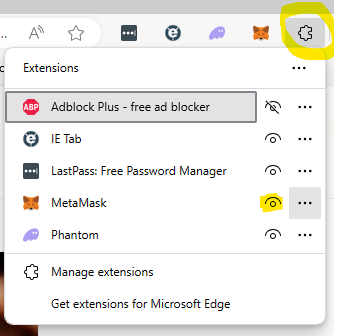 A
Extensions
ABP Adblock Plus - free ad blocker
IE Tab
LastPass: Free Password Manager
MetaMask
Phantom
Manage extensions
Get extensions for Microsoft Edge